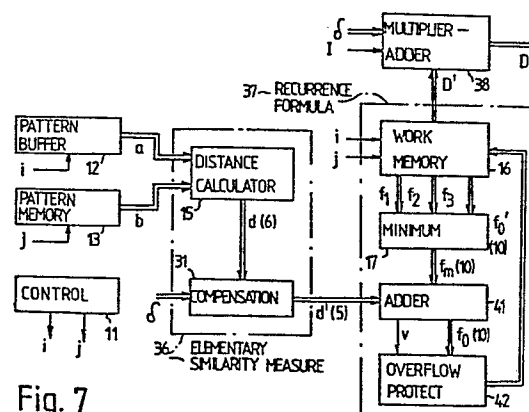 δ
I
MULTIPLIER-
ADDER
D
38
D'
37
RECURRENCE
FORMULA
PATTERN
BUFFER
12
i
a
PATTERN
MEMORY
13
j
b
DISTANCE
CALCULATOR
15
d (6)
i
j
WORK
MEMORY
16
f1 f2 f3 f0'
(10)
MINIMUM
17
fm (10)
CONTROL
11
i j
31
COMPENSATION
δ
d' (5)
ADDER
41
36
ELEMENTARY
SIMILARITY MEASURE
v f0 (10)
OVERFLOW
PROTECT
42
Fig. 7